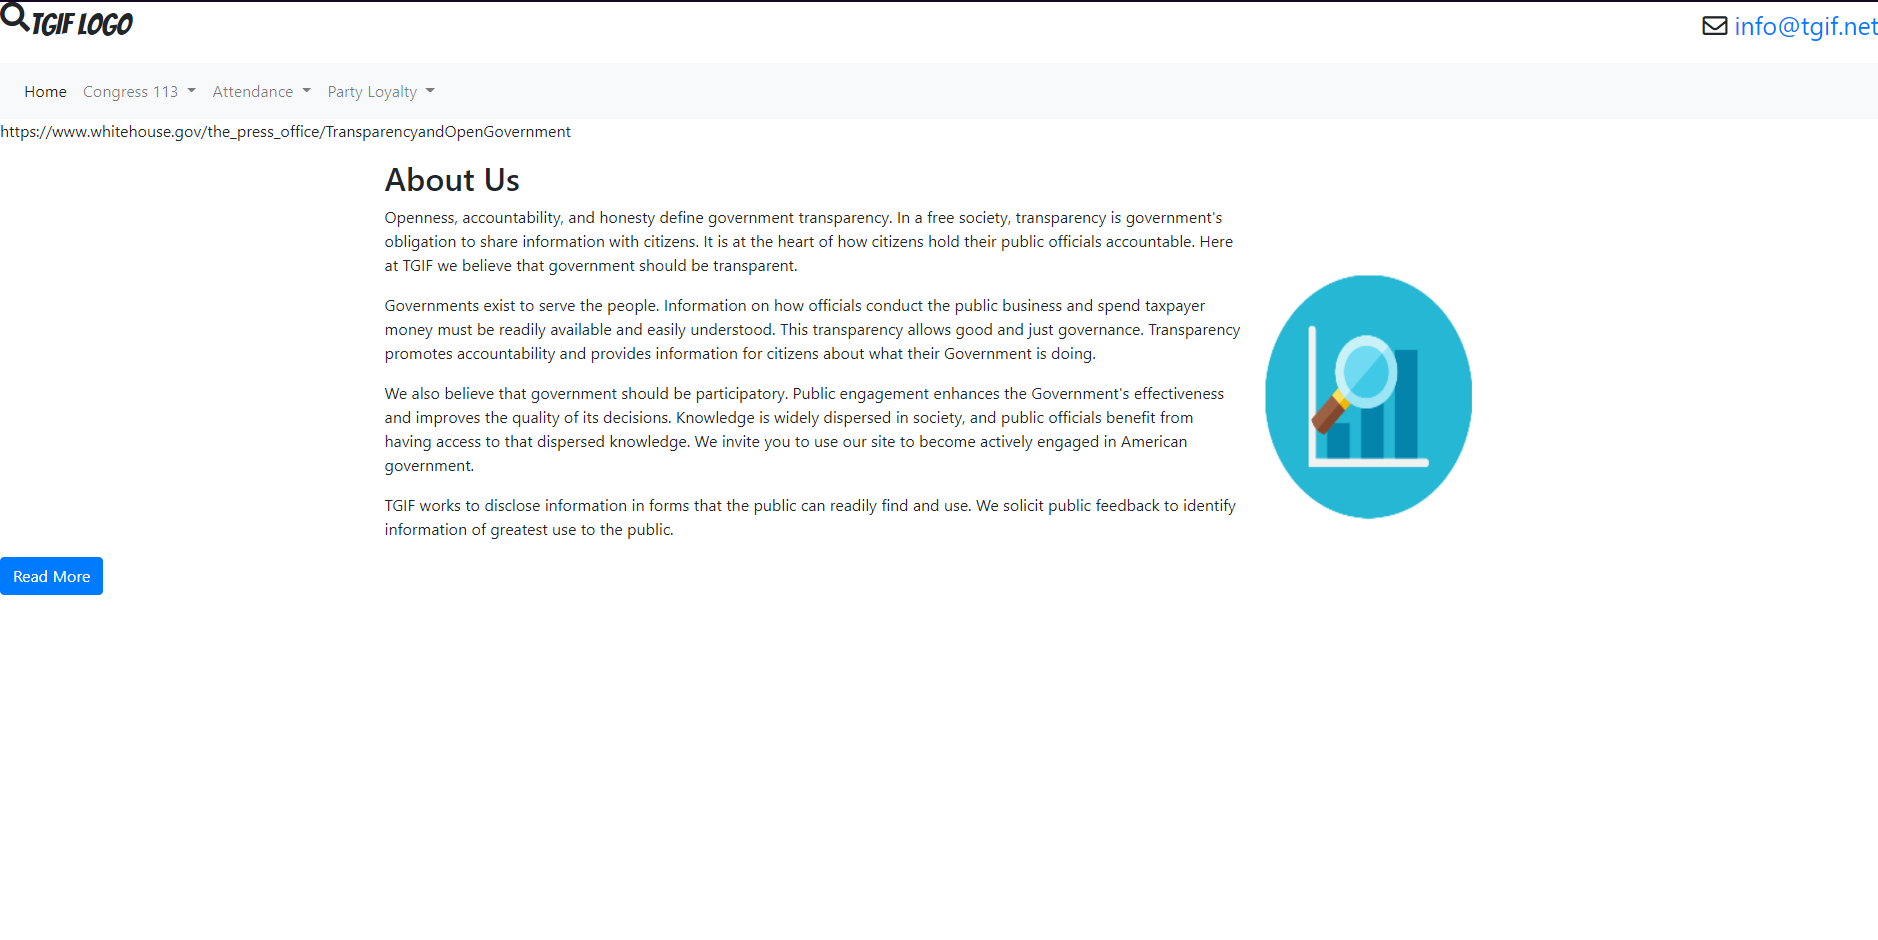 TGIF LOGO
info@tgif.net
Home Congress 113 Attendance Party Loyalty
https://www.whitehouse.gov/the_press_office/TransparencyandOpenGovernment
About Us
Openness, accountability, and honesty define government transparency. In a free society, transparency is government's
obligation to share information with citizens. It is at the heart of how citizens hold their public officials accountable. Here
at TGIF we believe that government should be transparent.
Governments exist to serve the people. Information on how officials conduct the public business and spend taxpayer
money must be readily available and easily understood. This transparency allows good and just governance. Transparency
promotes accountability and provides information for citizens about what their Government is doing.
We also believe that government should be participatory. Public engagement enhances the Government's effectiveness
and improves the quality of its decisions. Knowledge is widely dispersed in society, and public officials benefit from
having access to that dispersed knowledge. We invite you to use our site to become actively engaged in American
government.
TGIF works to disclose information in forms that the public can readily find and use. We solicit public feedback to identify
information of greatest use to the public.
Read More